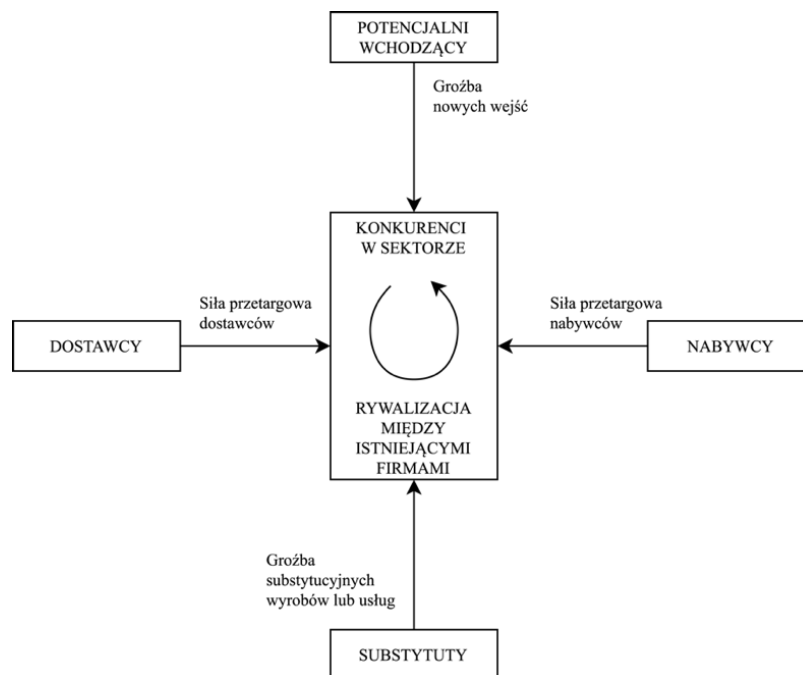 POTENCJALNI
WCHODZĄCY
Groźba
nowych wejść
KONKURENCI
W SEKTORZE
Siła przetargowa
dostawców
Siła przetargowa
nabywców
DOSTAWCY
NABYWCY
RYWALIZACJA
MIĘDZY
ISTNIEJĄCYMI
FIRMAMI
Groźba
substytucyjnych
wyrobów lub usług
SUBSTYTUTY